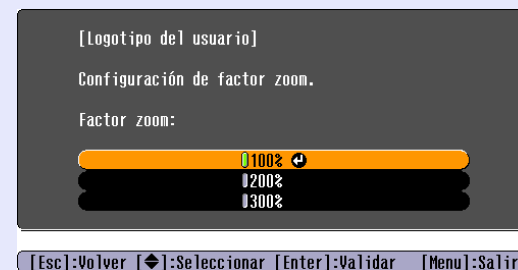 [Logotipo del usuario]
Configuración de factor zoom.
Factor zoom:
100%
200%
300%
[Esc]:Volver [◆]:Seleccionar [Enter]:Validar [Menu]:Salir